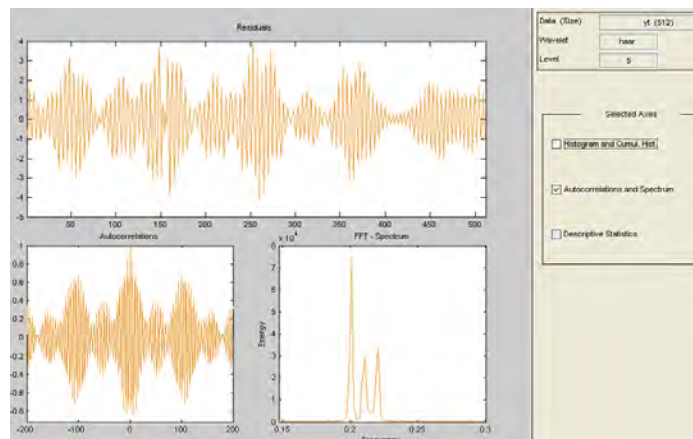 Residuals
4
3
2
1
0
-1
-2
-3
-4
-5
50 100 150 200 250 300 350 400 450 500
Autocorrelations
1
0.8
0.6
0.4
0.2
0
-0.2
-0.4
-0.6
-0.8
-200 -100 0 100 200
FFT - Spectrum
x 10^4
8
7
6
5
4
3
2
1
0
Energy
0.15 0.2 0.25 0.3
Frequency
Data (Size) yt (512)
Wavelet haar
Level 5
Selected Axes
Histogram and Cumul. Hist.
Autocorrelations and Spectrum
Descriptive Statistics